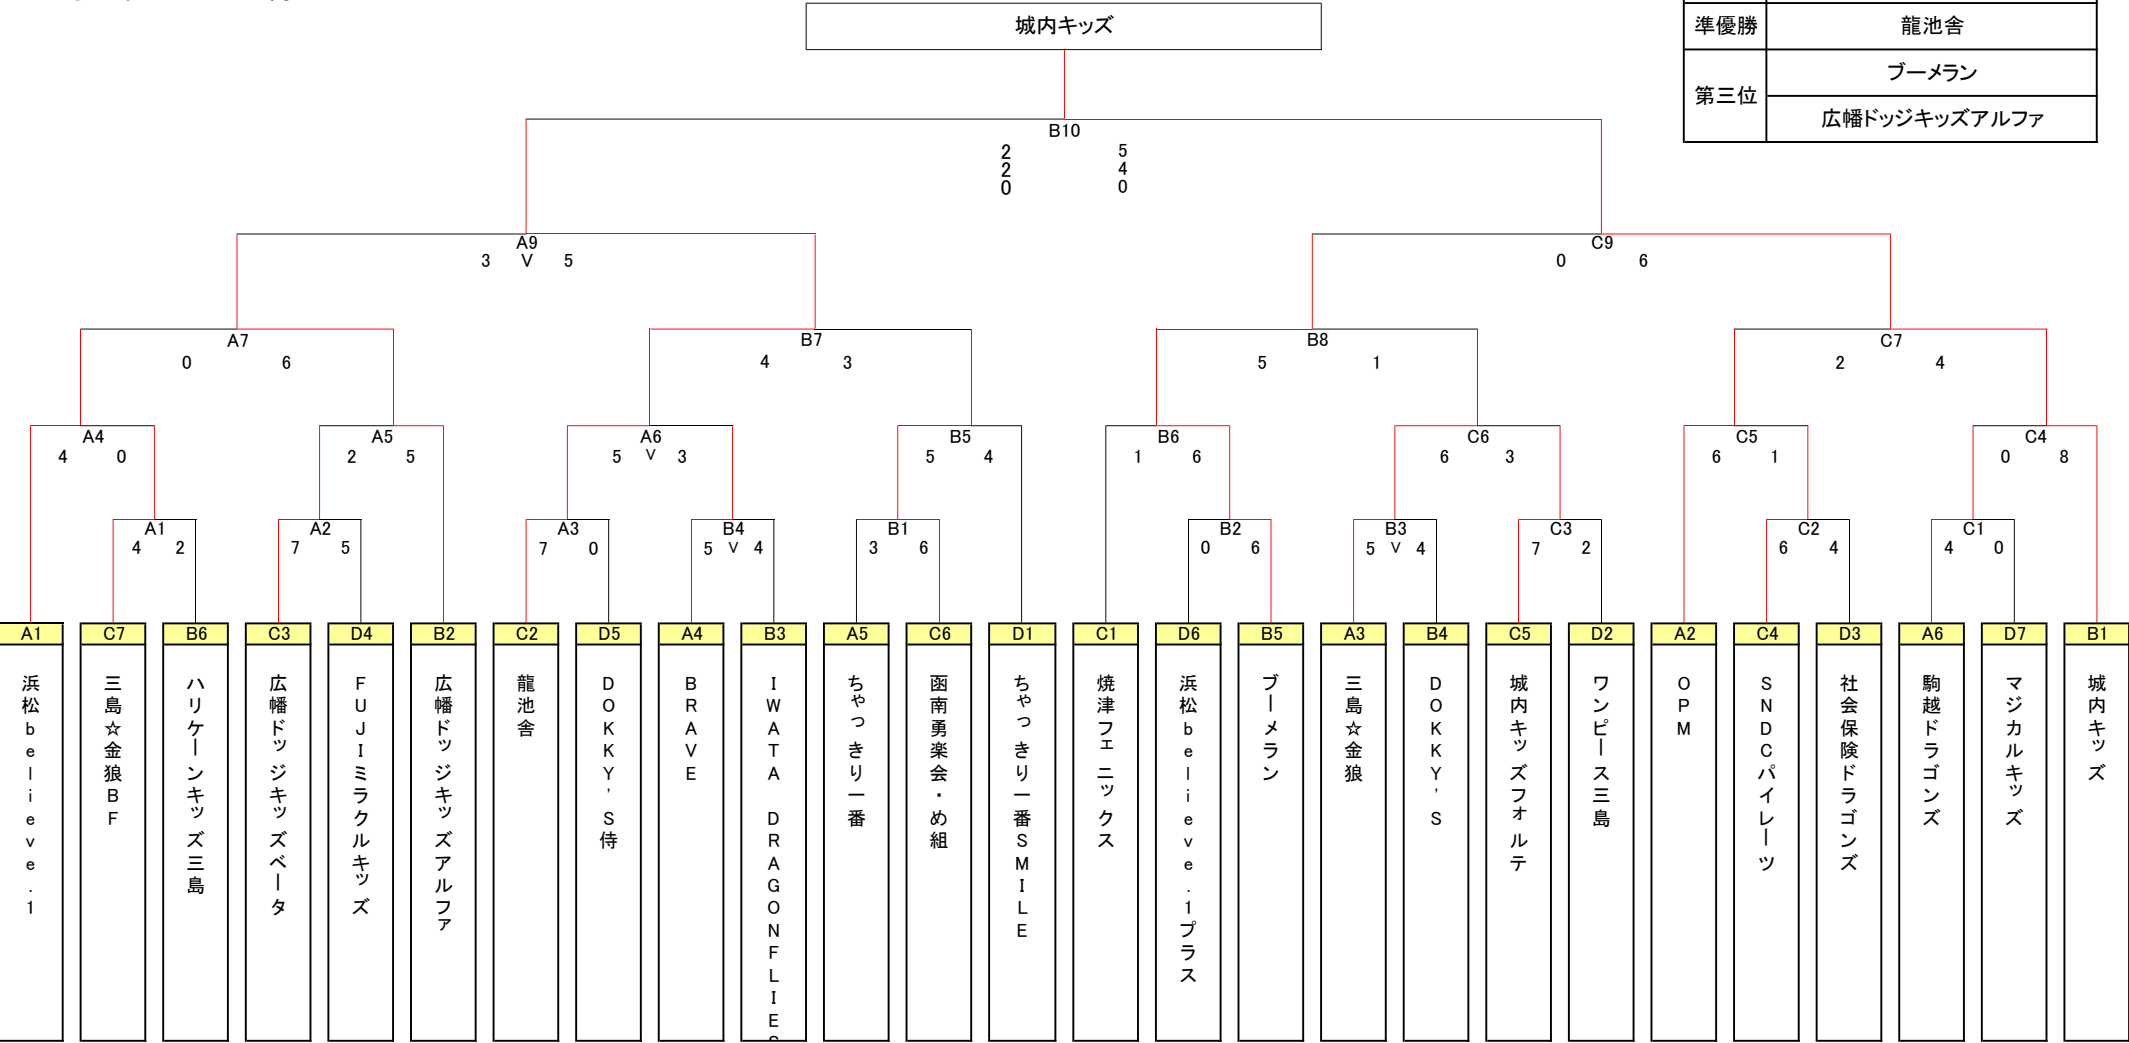 城内キッズ
準優勝 龍池舎
第三位 ブーメラン
広幡ドッジキッズアルファ
B10
2 5
2 4
0 0
A9 C9
3 V 5 0 6
A7 B7 B8 C7
0 6 4 3 5 1 2 4
A4 A5 A6 B5 B6 C6 C5 C4
4 0 2 5 5 V 3 5 4 1 6 6 3 6 1 0 8
A1 A2 A3 B4 B1 B2 B3 C3 C2 C1
4 2 7 5 7 0 5 V 4 3 6 0 6 5 V 4 7 2 6 4 4 0
A1 C7 B6 C3 D4 B2 C2 D5 A4 B3 A5 C6 D1 C1 D6 B5 A3 B4 C5 D2 A2 C4 D3 A6 D7 B1
浜松believe.1
三島☆金狼BF
ハリケーンキッズ三島
広幡ドッジキッズベータ
FUJIミラクルキッズ
広幡ドッジキッズアルファ
龍池舎
DOKKY'S侍
BRAVE
IWATA DRAGONFLIES
ちゃっきり一番
函南勇楽会・め組
ちゃっきり一番SMILE
焼津フェニックス
浜松believe.1プラス
ブーメラン
三島☆金狼
DOKKY'S
城内キッズフォルテ
ワンピース三島
OPM
SNDCパイレーツ
社会保険ドラゴンズ
駒越ドラゴンズ
マジカルキッズ
城内キッズ